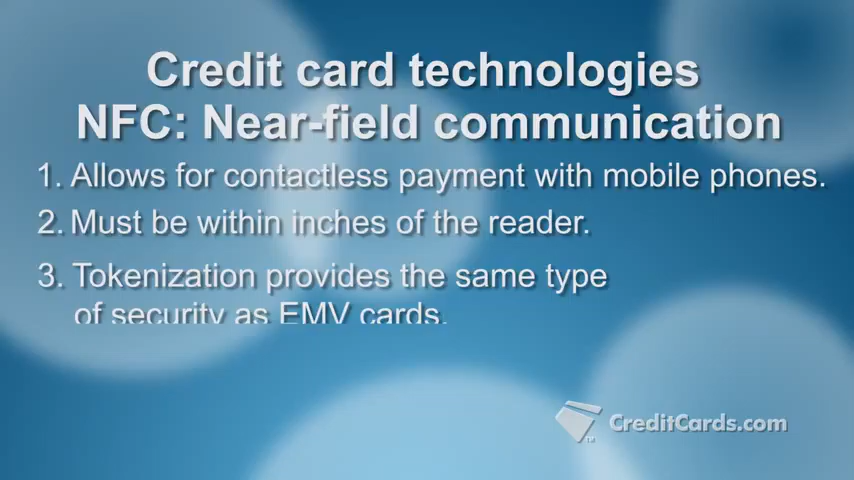 Credit card technologies
NFC: Near-field communication
1. Allows for contactless payment with mobile phones.
2. Must be within inches of the reader.
3. Tokenization provides the same type
of security as EMV cards.
CreditCards.com
TM